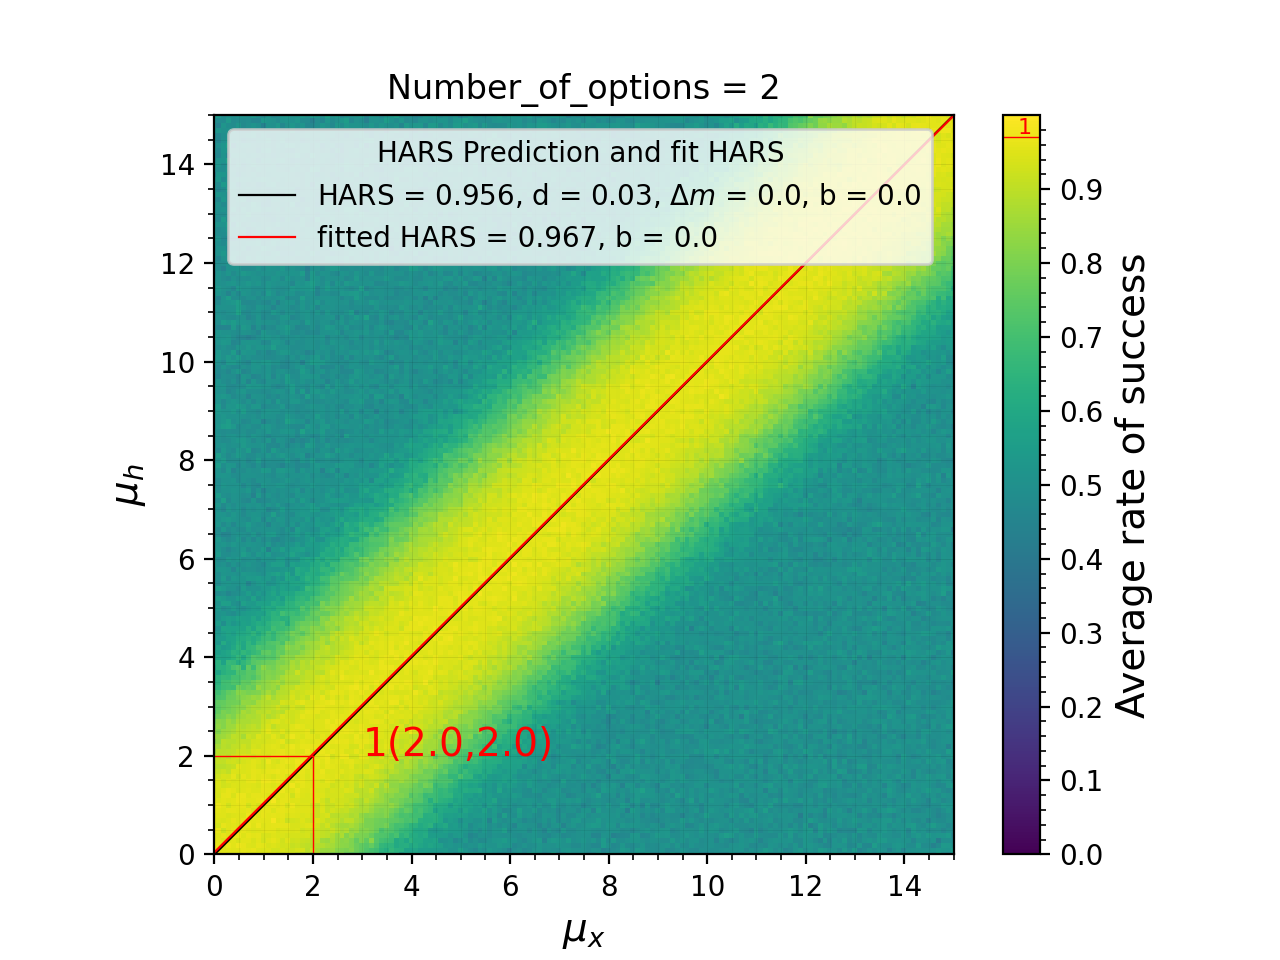 Number_of_options = 2
HARS Prediction and fit HARS
HARS = 0.956, d = 0.03, Δm = 0.0, b = 0.0
fitted HARS = 0.967, b = 0.0
1(2.0,2.0)
14
12
10
8
6
4
2
0
μh
0 2 4 6 8 10 12 14
μx
1
0.9
0.8
0.7
0.6
0.5
0.4
0.3
0.2
0.1
0.0
Average rate of success